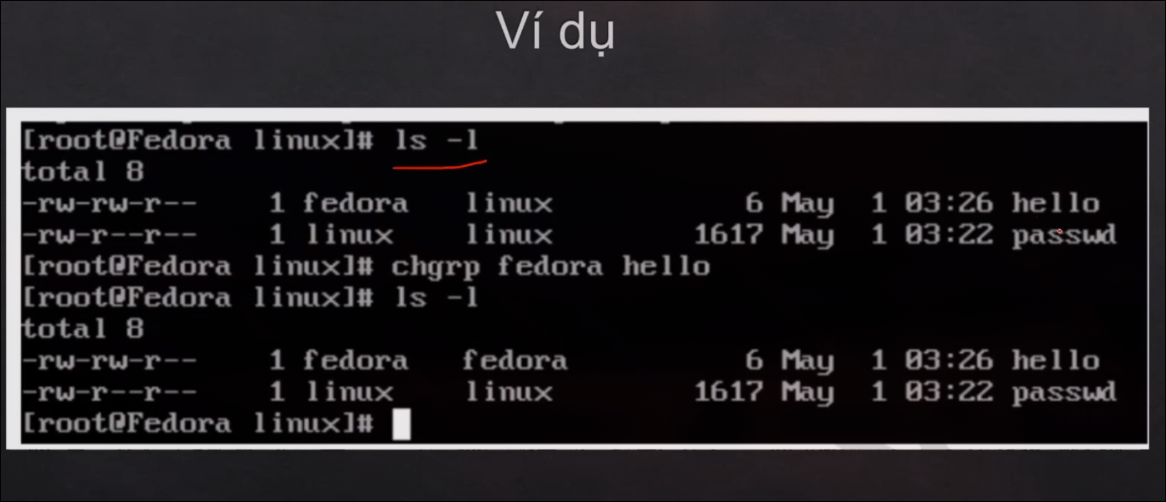 Ví dụ
[root@Fedora linux]# ls -l
total 8
-rw-rw-r-- 1 fedora linux 6 May 1 03:26 hello
-rw-r--r-- 1 linux linux 1617 May 1 03:22 passwd
[root@Fedora linux]# chgrp fedora hello
[root@Fedora linux]# ls -l
total 8
-rw-rw-r-- 1 fedora fedora 6 May 1 03:26 hello
-rw-r--r-- 1 linux linux 1617 May 1 03:22 passwd
[root@Fedora linux]#